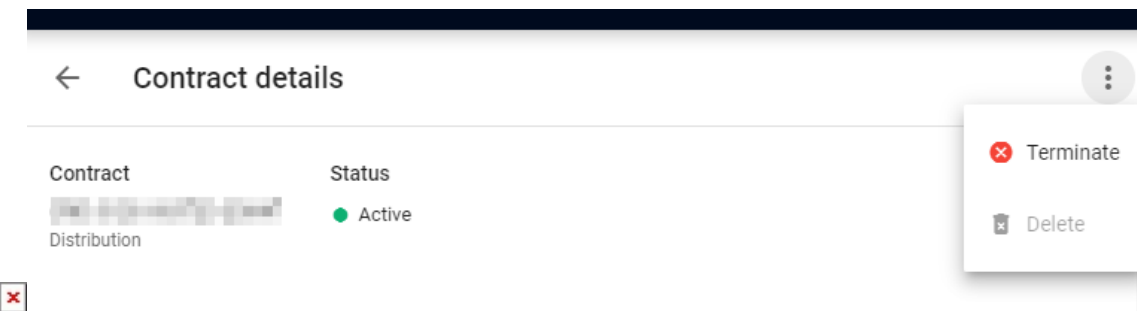 Contract details
Terminate
Contract
Status
Active
Delete
Distribution